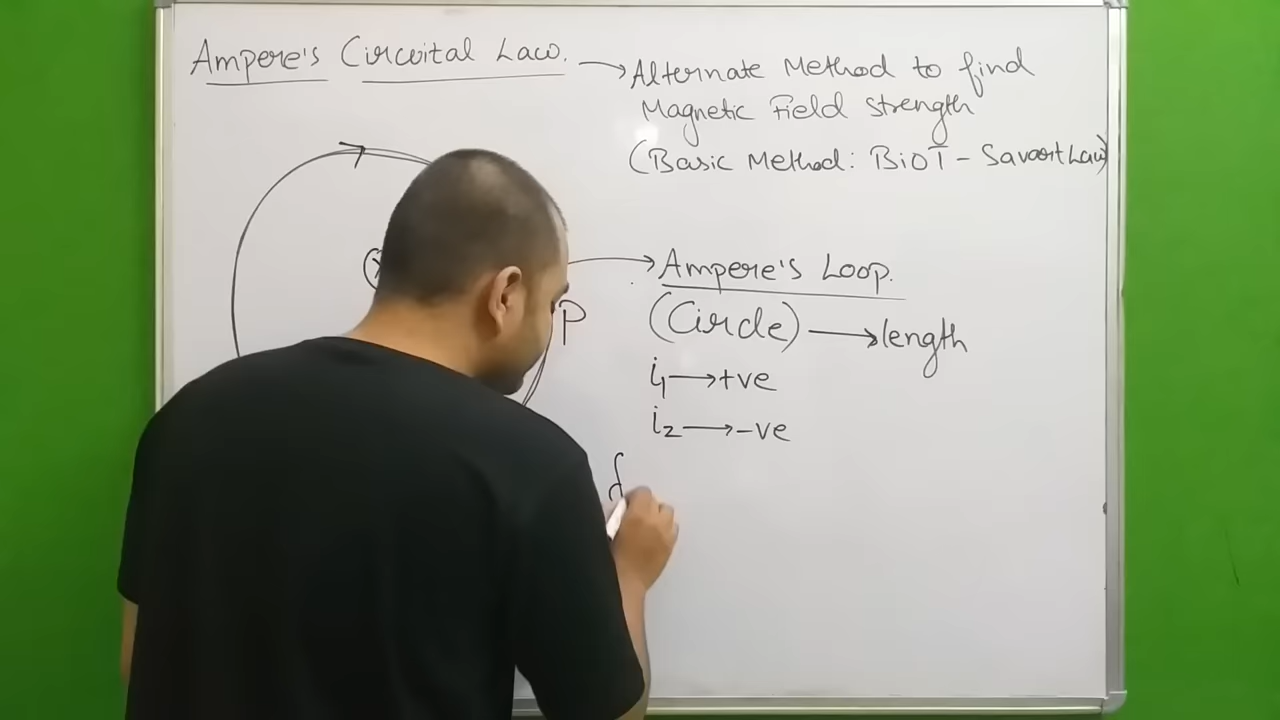 Ampere's Circuital Law. →
Alternate Method to find
Magnetic Field strength
(Basic Method: BiOT - Savart Law)
P
→ Ampere's Loop.
(Circle) → length
i₁ → +ve
i₂ → -ve
∫